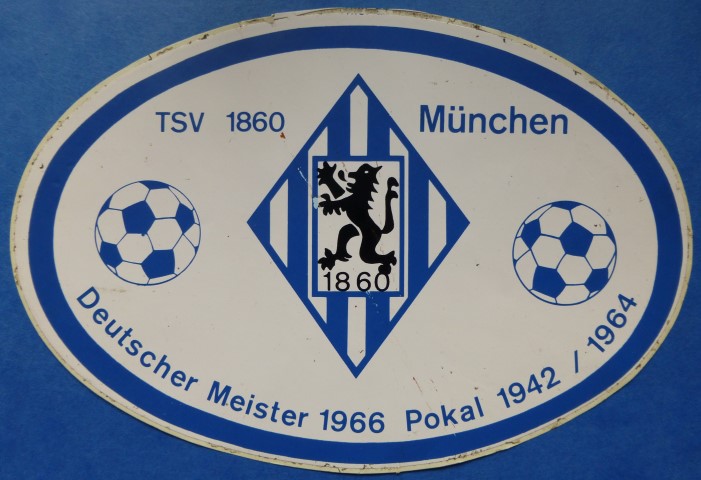 TSV 1860 München
1860
Deutscher Meister 1966 Pokal 1942 / 1964